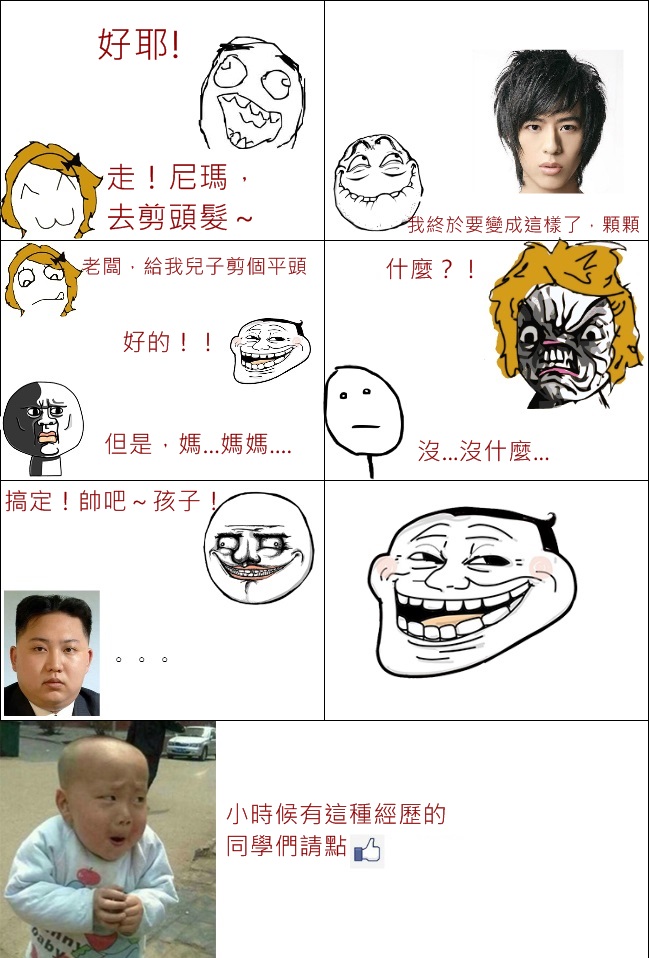 好耶!
走！尼瑪，
去剪頭髮～
我終於要變成這樣了，顆顆
老闆，給我兒子剪個平頭
好的！！
但是，媽...媽媽....
什麼？！
沒...沒什麼...
搞定！帥吧～孩子！
。。。
小時候有這種經歷的
同學們請點